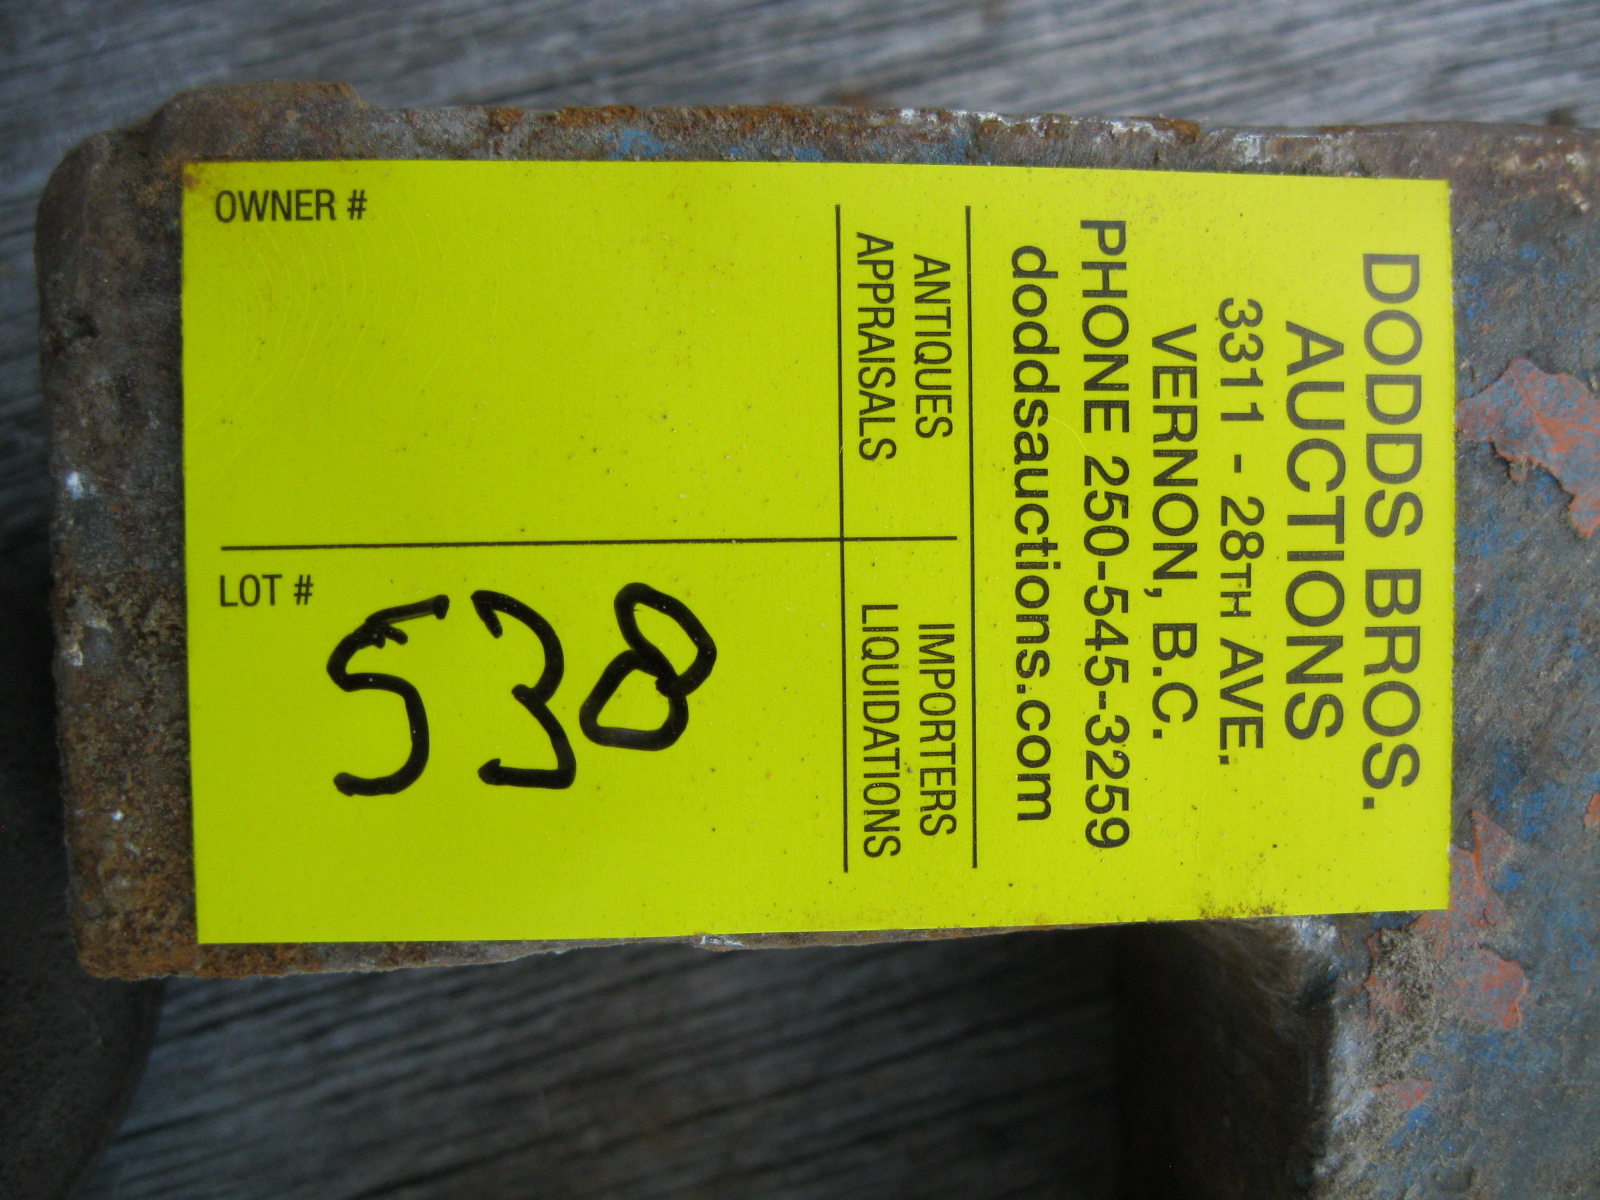 DODDS BROS.
AUCTIONS
3311 - 28TH AVE.
VERNON, B.C.
PHONE 250-545-3259
doddsauctions.com
ANTIQUES
APPRAISALS
IMPORTERS
LIQUIDATIONS
OWNER #
LOT #
538